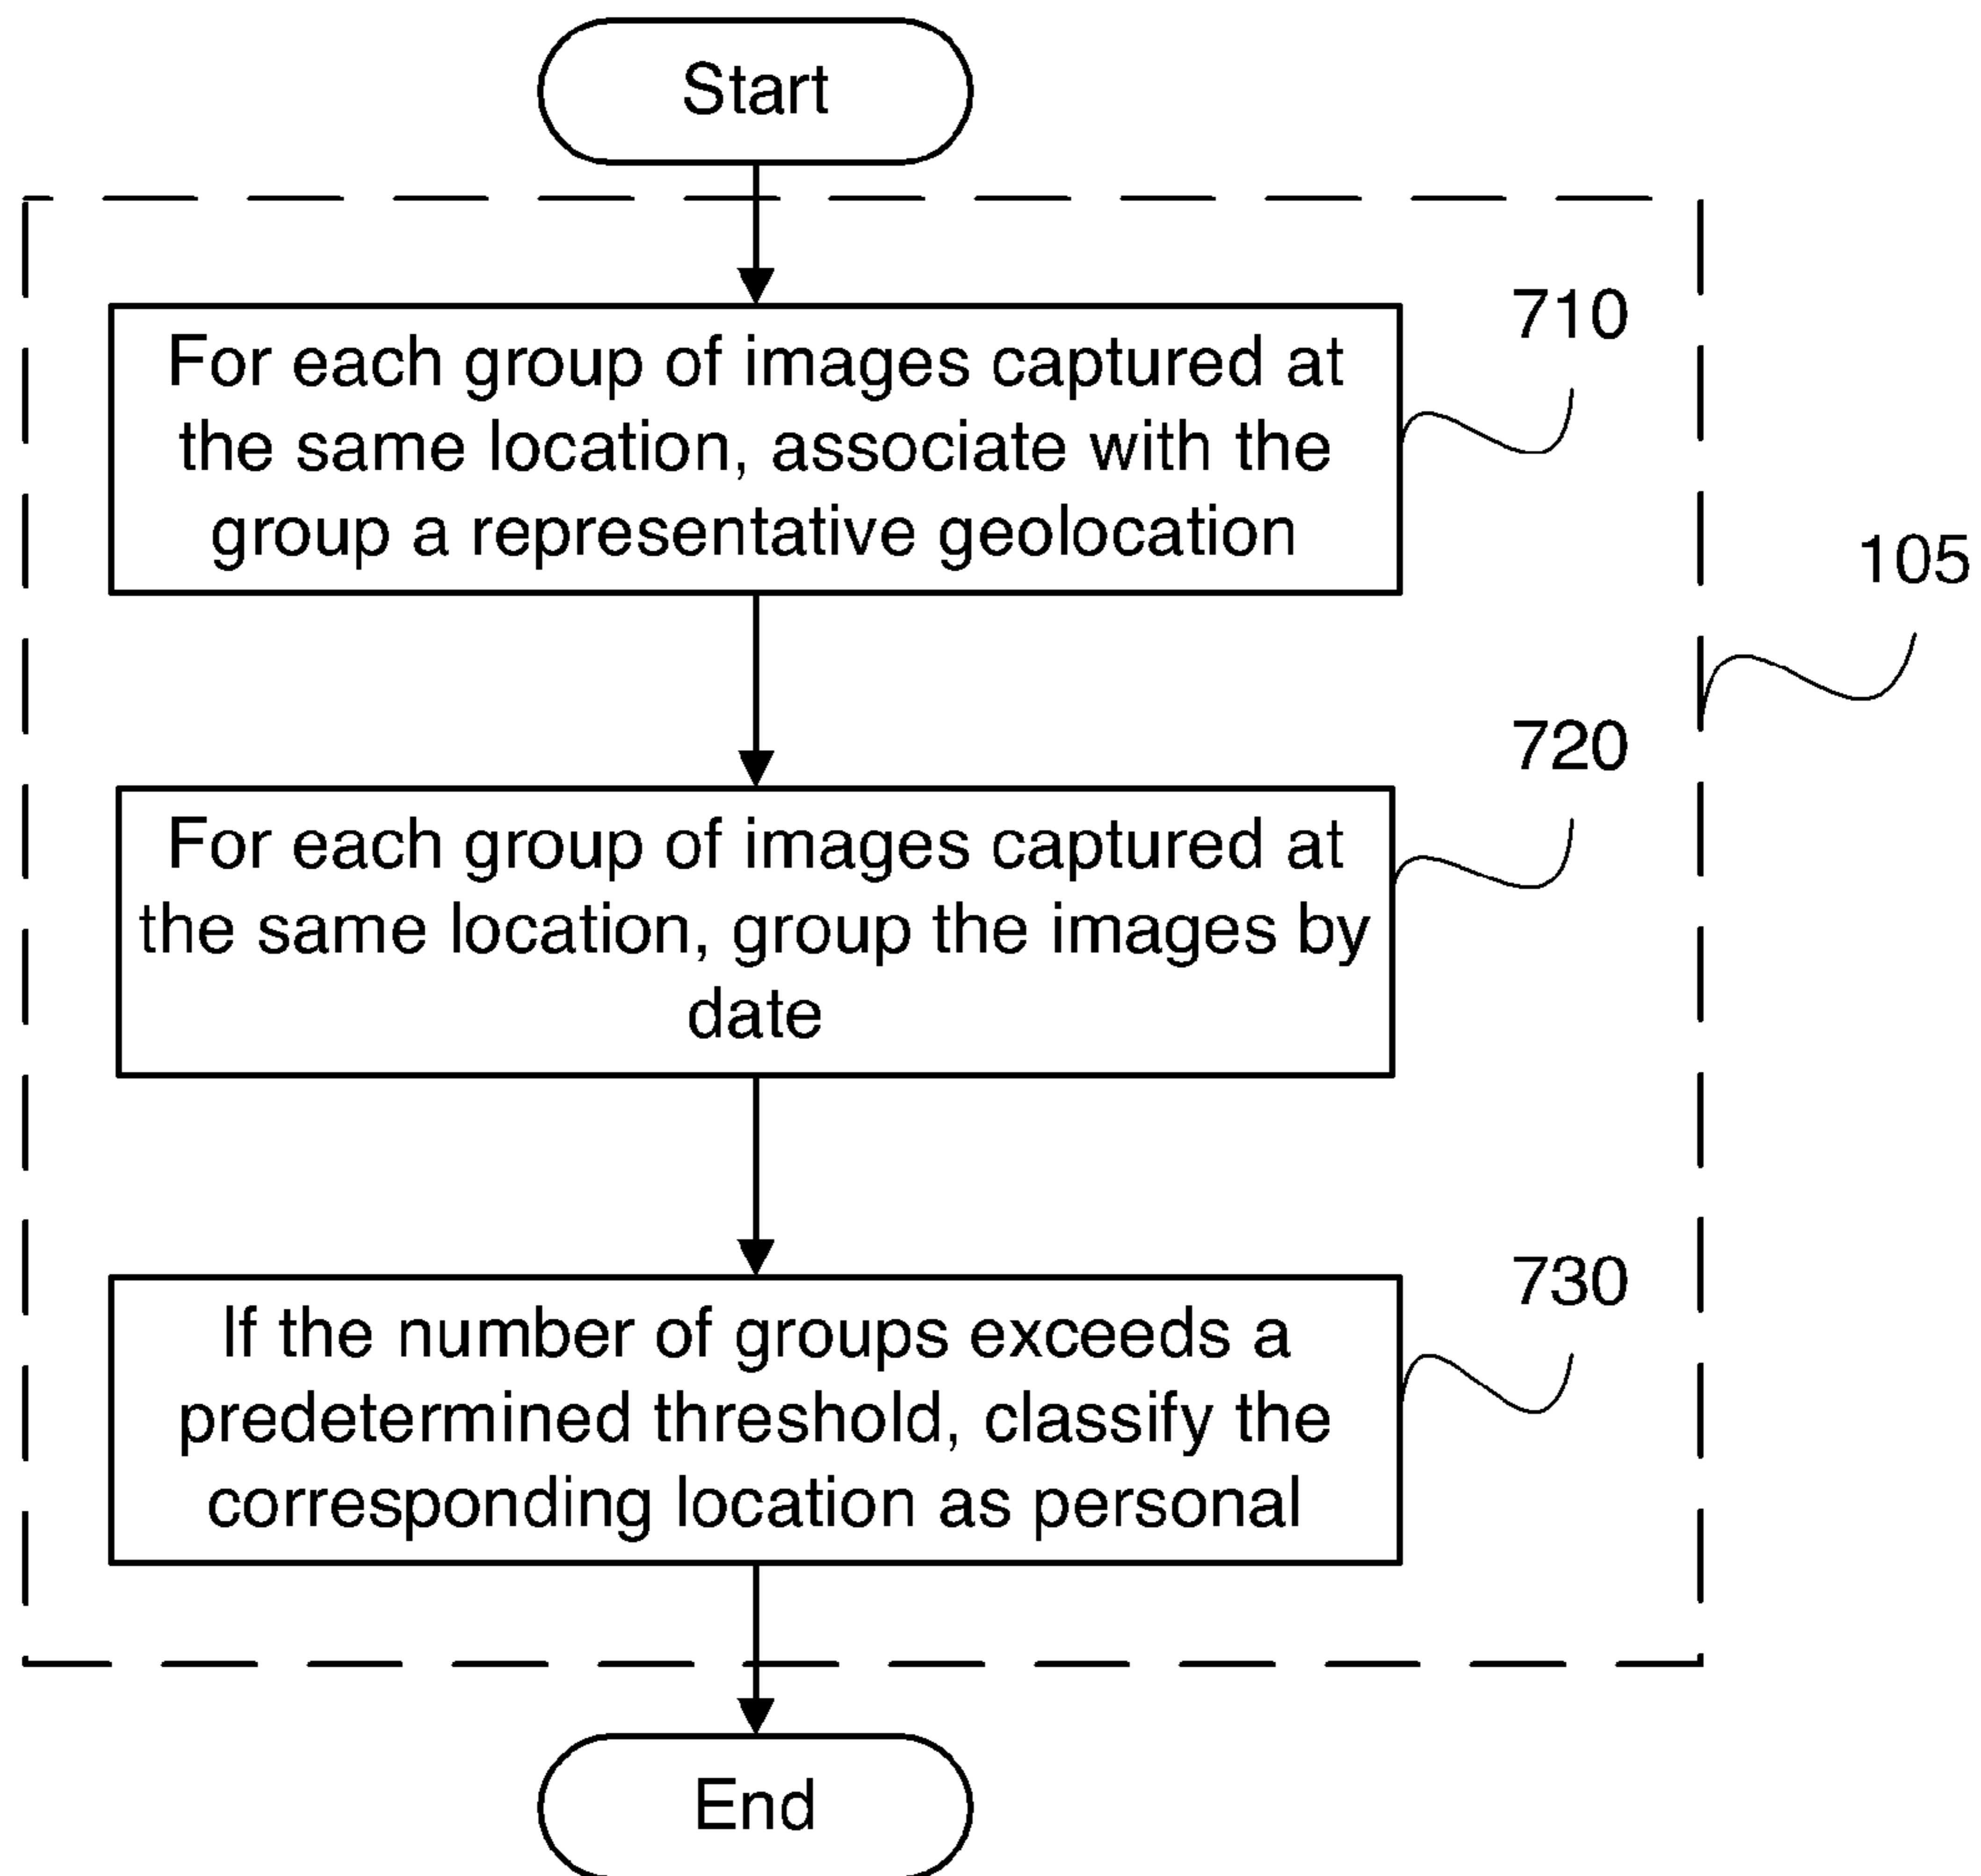 Start
710
For each group of images captured at
the same location, associate with the
group a representative geolocation
105
720
For each group of images captured at
the same location, group the images by
date
730
If the number of groups exceeds a
predetermined threshold, classify the
corresponding location as personal
End